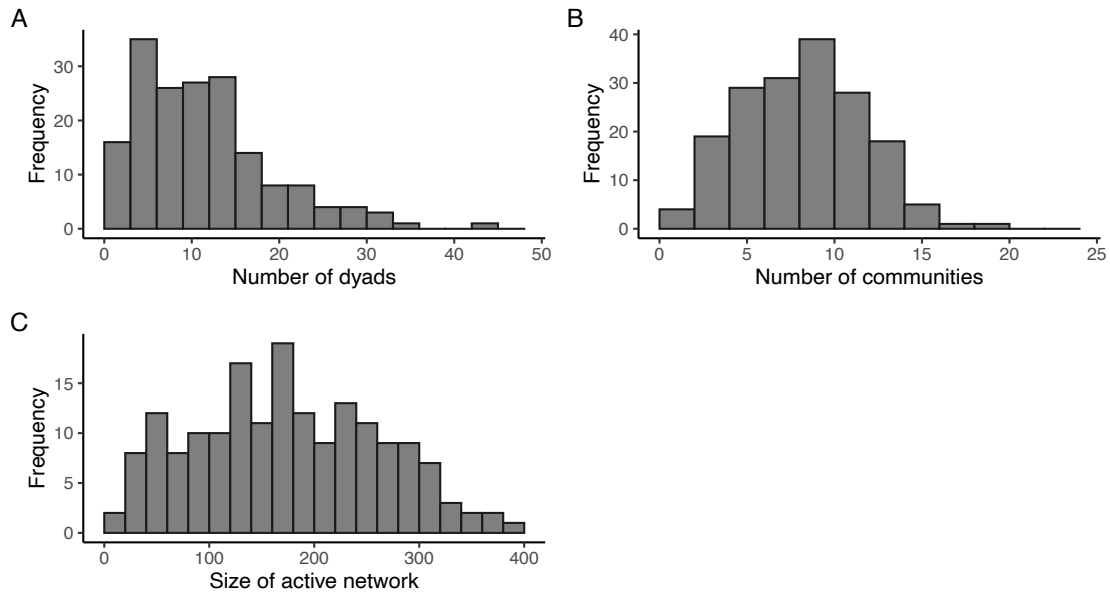 A
Frequency
30
20
10
0
0 10 20 30 40 50
Number of dyads
B
Frequency
40
30
20
10
0
0 5 10 15 20 25
Number of communities
C
Frequency
15
10
5
0
0 100 200 300 400
Size of active network